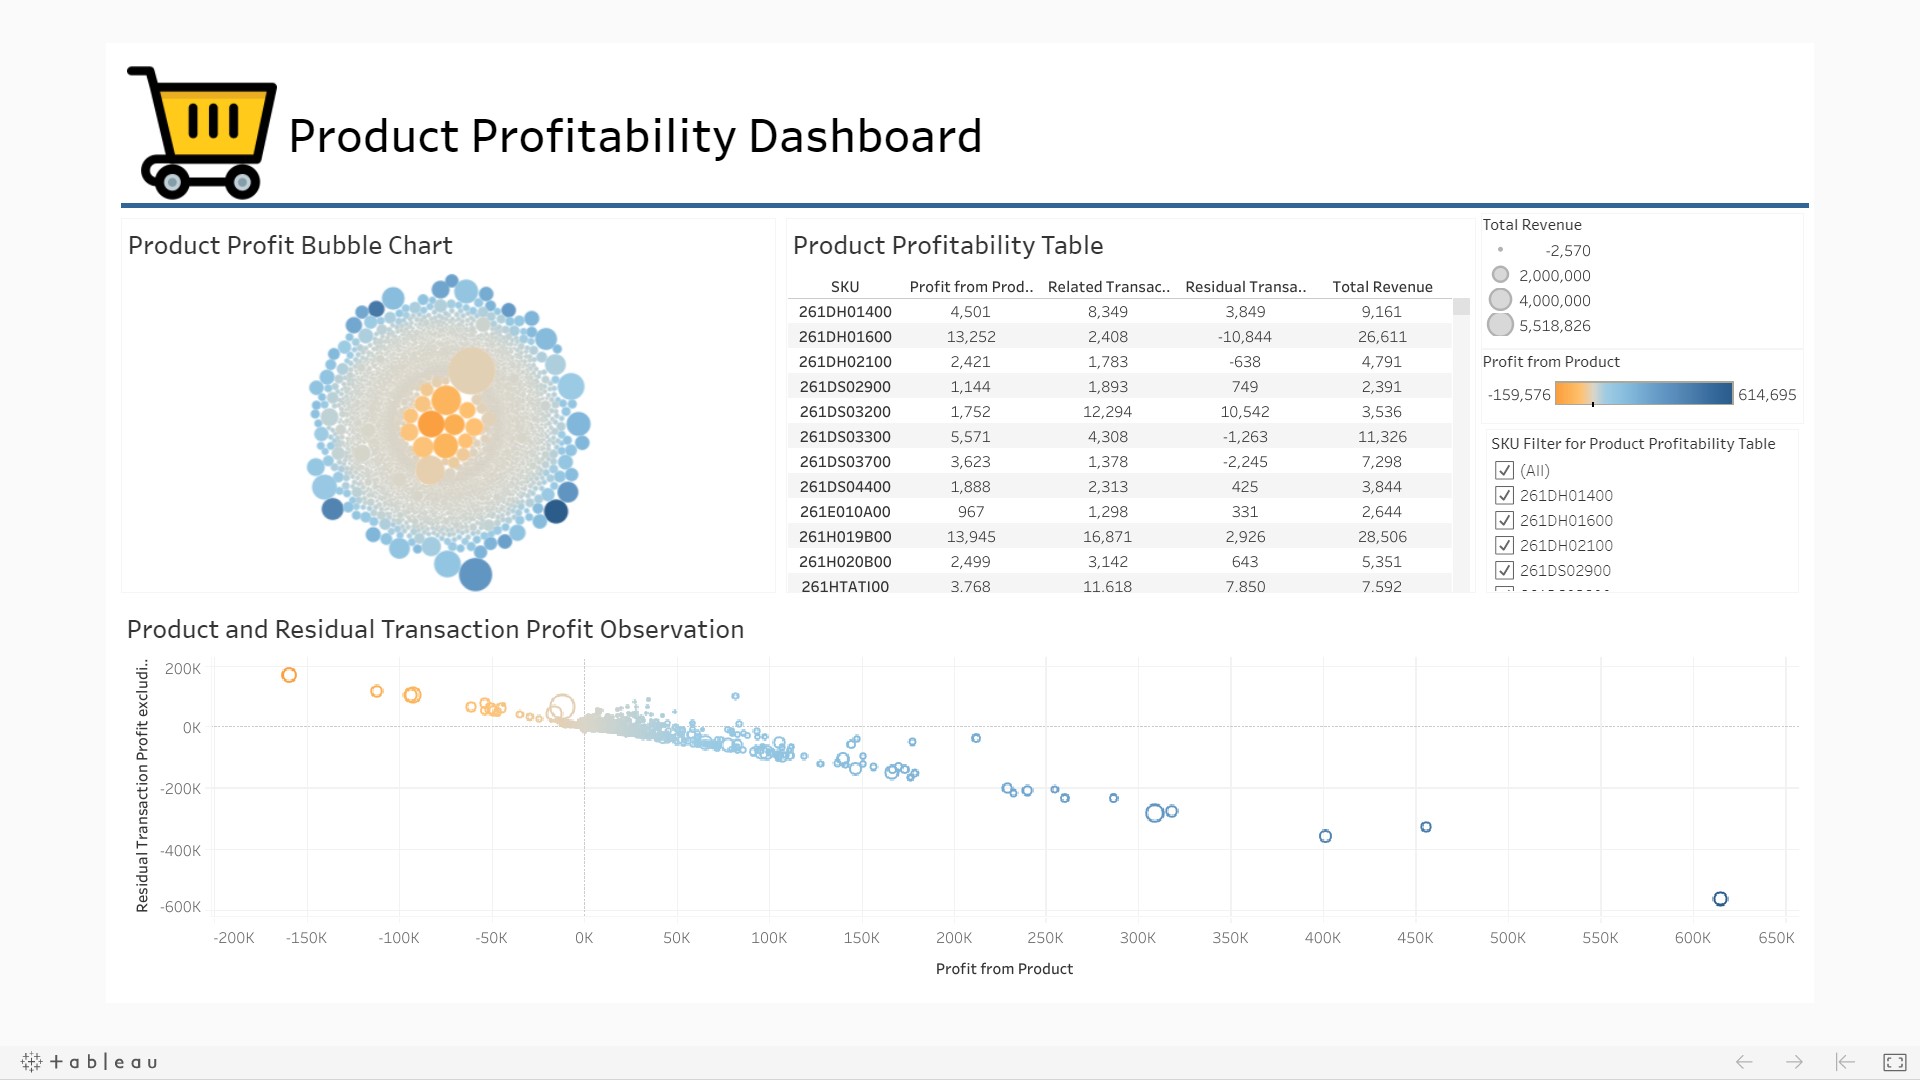 Product Profitability Dashboard
Product Profit Bubble Chart
Product Profitability Table
SKU Profit from Prod.. Related Transac.. Residual Transa.. Total Revenue
261DH01400 4,501 8,349 3,849 9,161
261DH01600 13,252 2,408 -10,844 26,611
261DH02100 2,421 1,783 -638 4,791
261DS02900 1,144 1,893 749 2,391
261DS03200 1,752 12,294 10,542 3,536
261DS03300 5,571 4,308 -1,263 11,326
261DS03700 3,623 1,378 -2,245 7,298
261DS04400 1,888 2,313 425 3,844
261E010A00 967 1,298 331 2,644
261H019B00 13,945 16,871 2,926 28,506
261H020B00 2,499 3,142 643 5,351
261HTATI00 3,768 11,618 7,850 7,592
Total Revenue
-2,570
2,000,000
4,000,000
5,518,826
Profit from Product
-159,576 614,695
SKU Filter for Product Profitability Table
(All)
261DH01400
261DH01600
261DH02100
261DS02900
Product and Residual Transaction Profit Observation
Residual Transaction Profit excludi..
200K
0K
-200K
-400K
-600K
-200K -150K -100K -50K 0K 50K 100K 150K 200K 250K 300K 350K 400K 450K 500K 550K 600K 650K
Profit from Product
+ a b l e a u